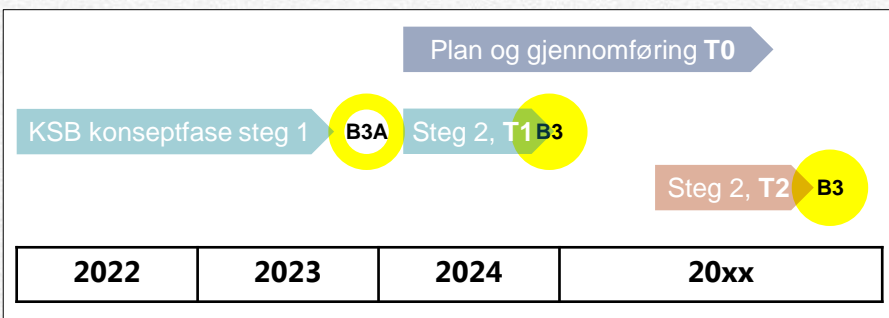 Plan og gjennomføring T0
KSB konseptfase steg 1
B3A
Steg 2, T1
B3
Steg 2, T2
B3
2022
2023
2024
20xx